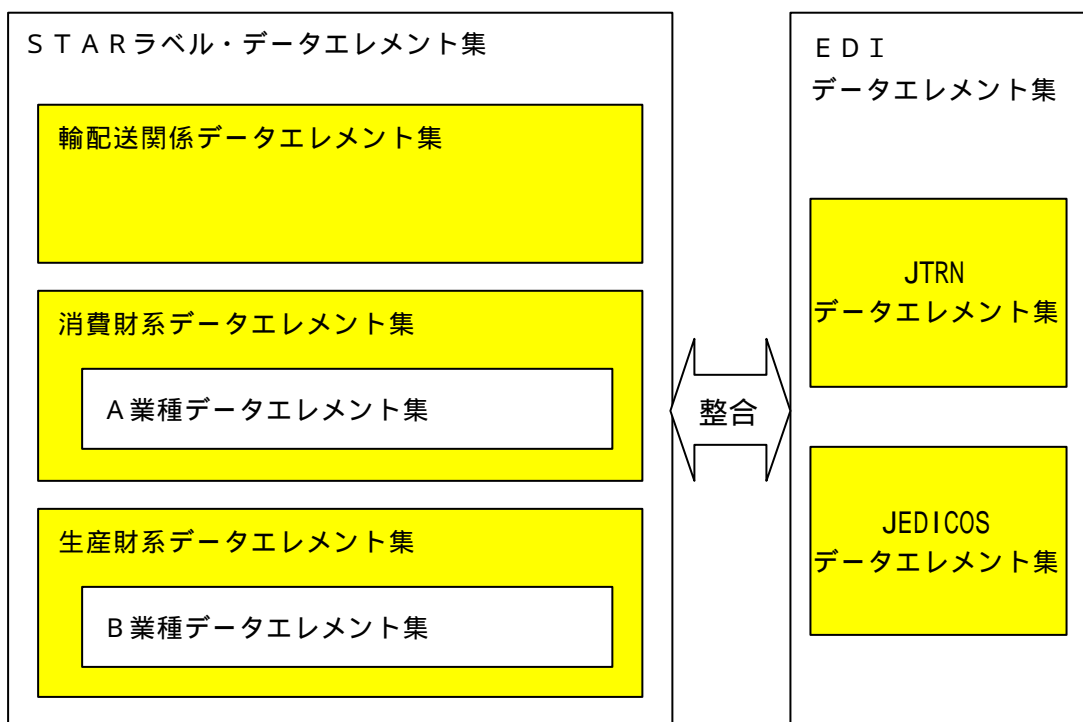 ＳＴＡＲラベル・データエレメント集
輸配送関係データエレメント集
消費財系データエレメント集
Ａ業種データエレメント集
生産財系データエレメント集
Ｂ業種データエレメント集
整合
ＥＤＩ
データエレメント集
JTRN
データエレメント集
JEDICOS
データエレメント集